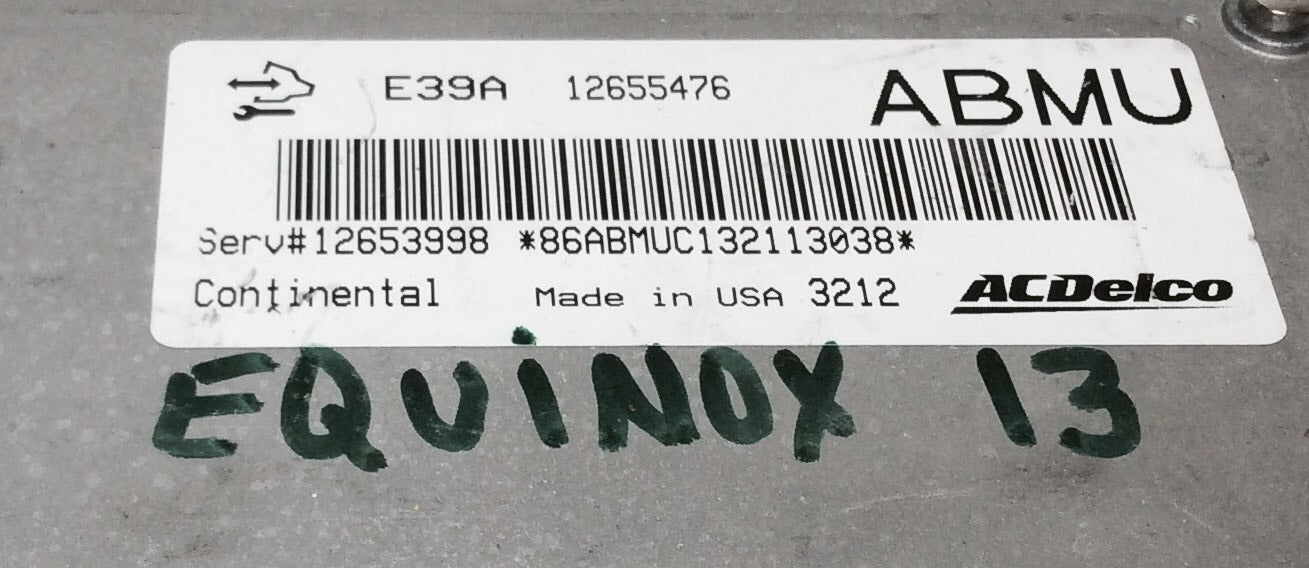 E39A 12655476 ABMU
Serv#12653998 *86ABMUC132113038*
Continental Made in USA 3212 ACDelco
EQUiNOX 13